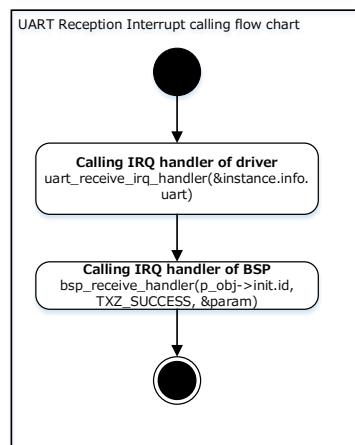 UART Reception Interrupt calling flow chart
Calling IRQ handler of driver
uart_receive_irq_handler(&instance.info.
uart)
Calling IRQ handler of BSP
bsp_receive_handler(p_obj->init.id,
TXZ_SUCCESS, &param)